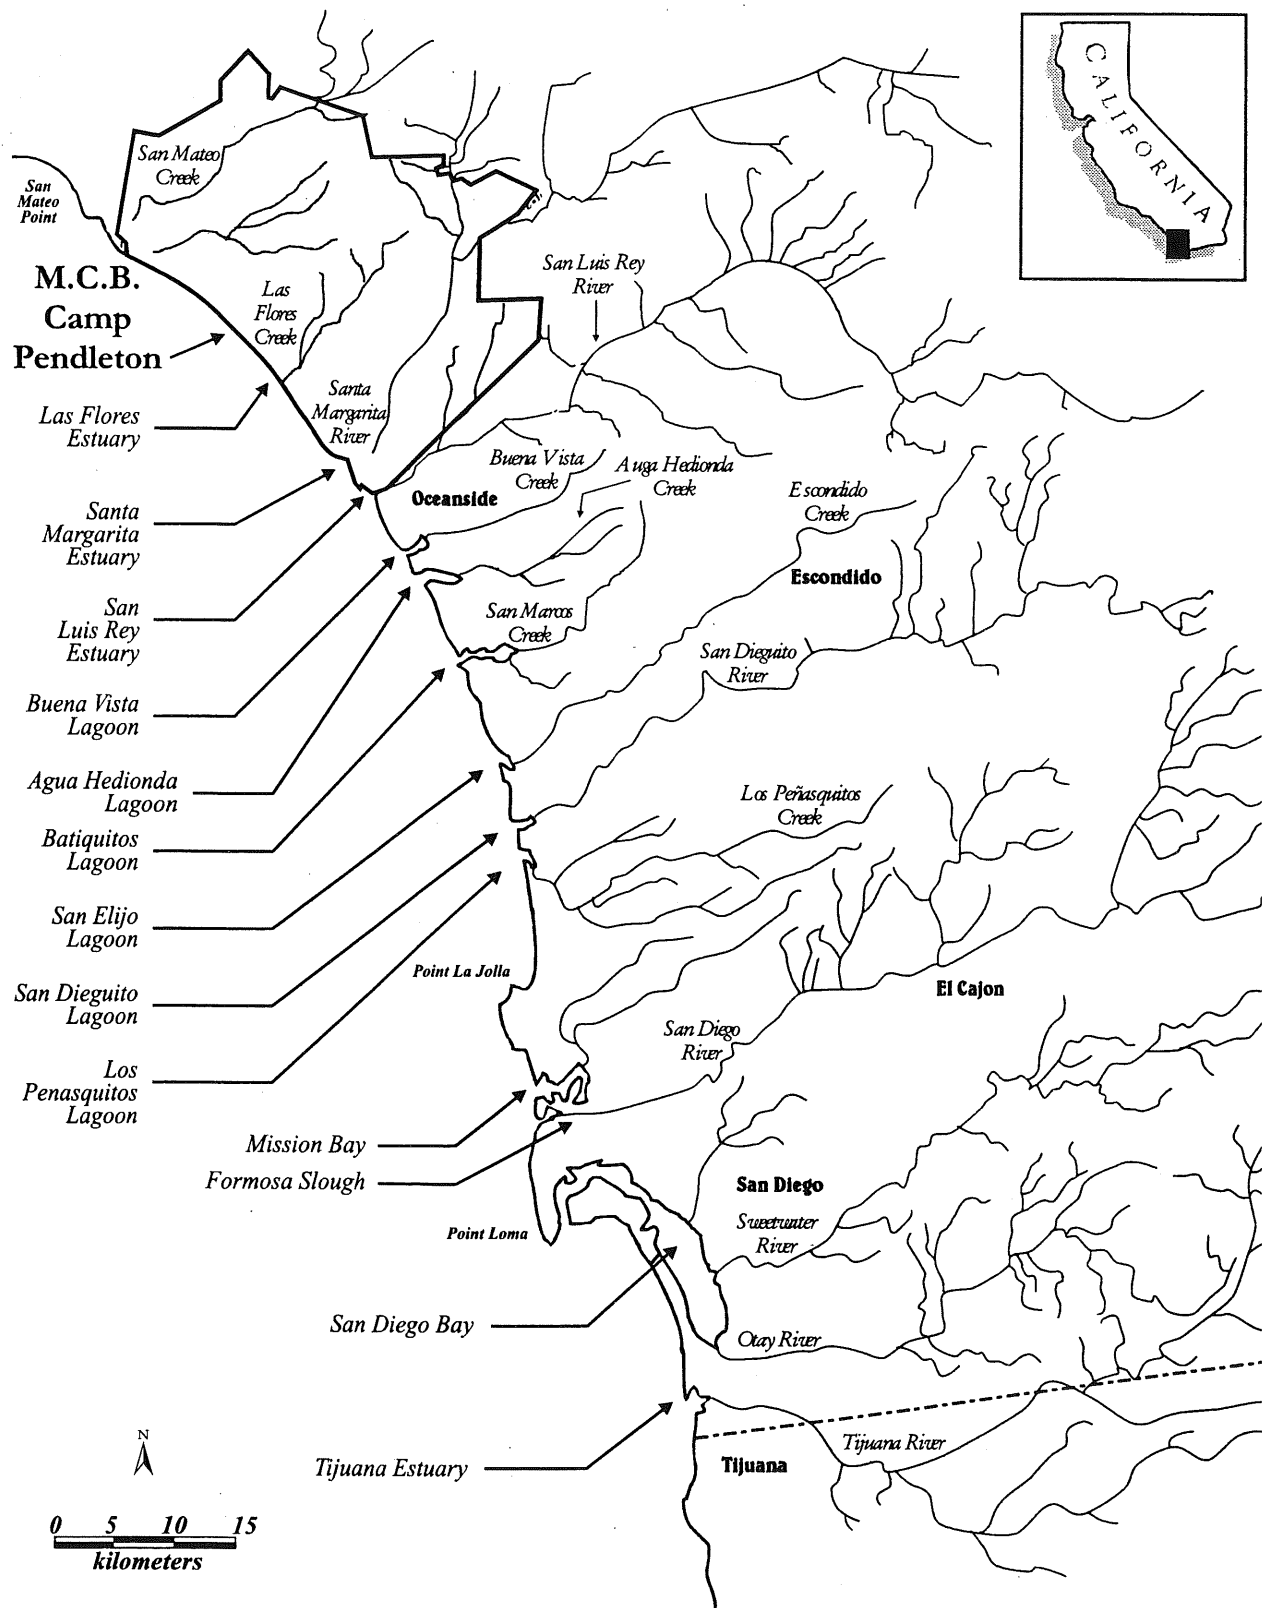 CALIFORNIA
San Mateo
Creek
San
Mateo
Point
M.C.B.
Camp
Pendleton
San Luis Rey
River
Las
Flores
Creek
Santa
Margarita
River
Las Flores
Estuary
Buena Vista
Creek
Auga Hedionda
Creek
Oceanside
Escondido
Creek
Santa
Margarita
Estuary
Escondido
San
Luis Rey
Estuary
San Marcos
Creek
San Dieguito
River
Buena Vista
Lagoon
Agua Hedionda
Lagoon
Los Peñasquitos
Creek
Batiquitos
Lagoon
San Elijo
Lagoon
Point La Jolla
El Cajon
San Dieguito
Lagoon
San Diego
River
Los
Penasquitos
Lagoon
Mission Bay
Formosa Slough
San Diego
Point Loma
Sweetwater
River
San Diego Bay
Otay River
Tijuana River
Tijuana Estuary
Tijuana
N
0 5 10 15
kilometers